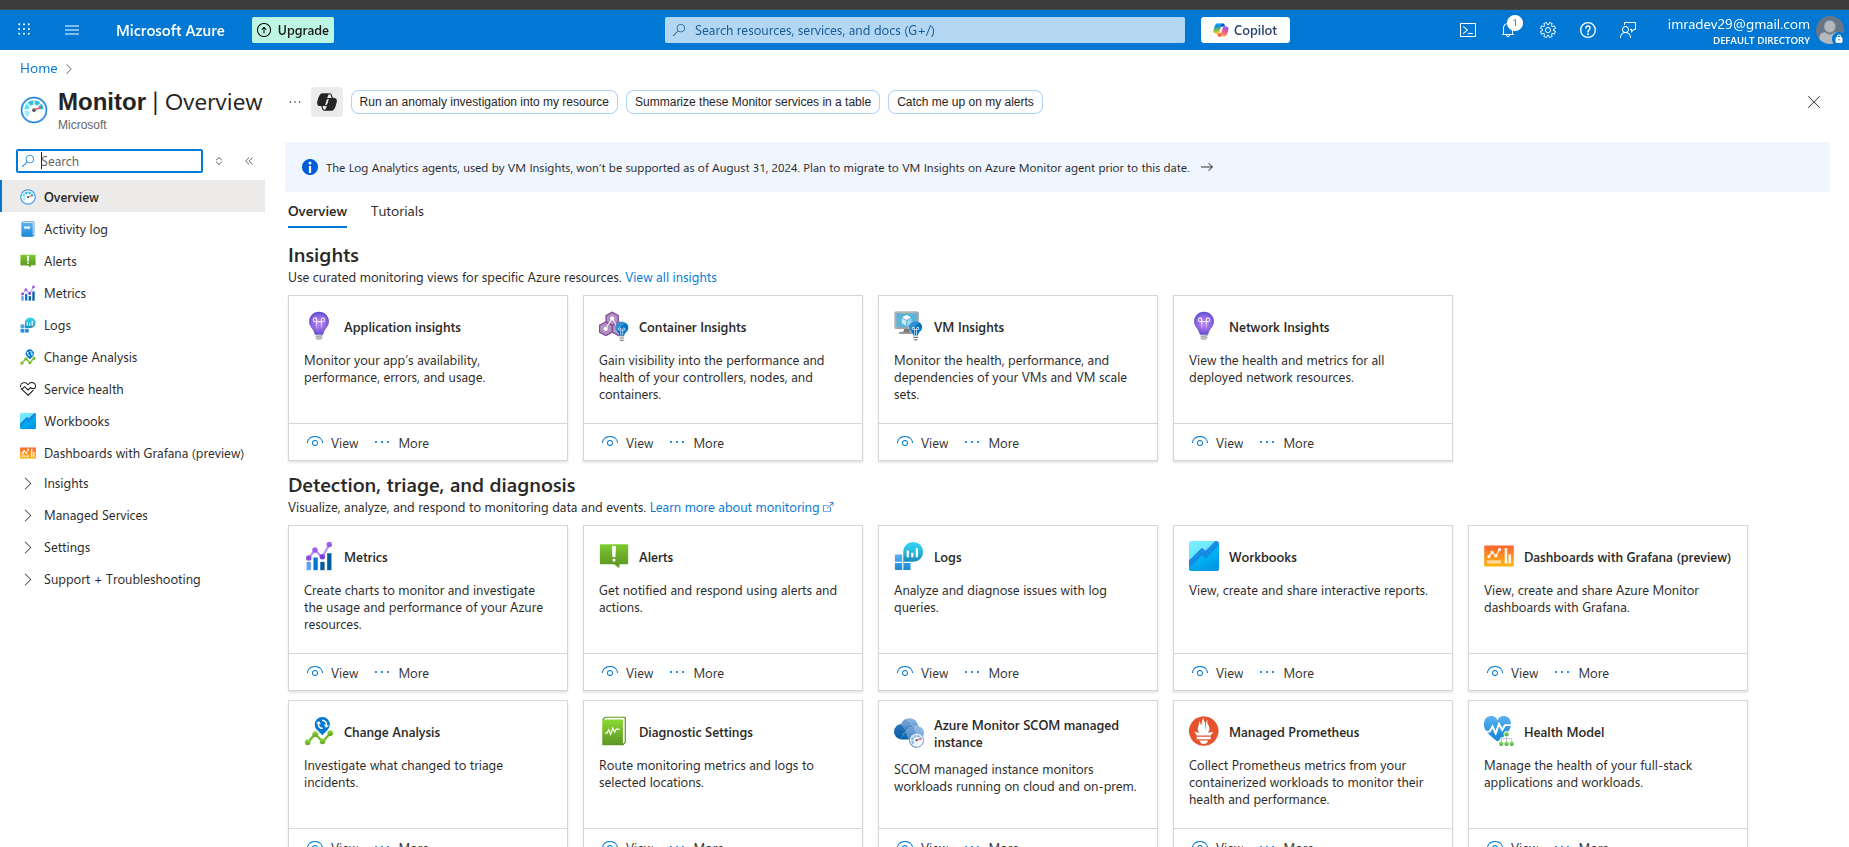 Microsoft Azure
Upgrade
Search resources, services, and docs (G+/)
Copilot
1
imradev29@gmail.com
DEFAULT DIRECTORY
Home
Monitor | Overview
Microsoft
Run an anomaly investigation into my resource
Summarize these Monitor services in a table
Catch me up on my alerts
Search
Overview
Activity log
Alerts
Metrics
Logs
Change Analysis
Service health
Workbooks
Dashboards with Grafana (preview)
Insights
Managed Services
Settings
Support + Troubleshooting
The Log Analytics agents, used by VM Insights, won't be supported as of August 31, 2024. Plan to migrate to VM Insights on Azure Monitor agent prior to this date.
Overview
Tutorials
Insights
Use curated monitoring views for specific Azure resources. View all insights
Application insights
Monitor your app's availability,
performance, errors, and usage.
View
More
Container Insights
Gain visibility into the performance and
health of your controllers, nodes, and
containers.
View
More
VM Insights
Monitor the health, performance, and
dependencies of your VMs and VM scale
sets.
View
More
Network Insights
View the health and metrics for all
deployed network resources.
View
More
Detection, triage, and diagnosis
Visualize, analyze, and respond to monitoring data and events. Learn more about monitoring
Metrics
Create charts to monitor and investigate
the usage and performance of your Azure
resources.
View
More
Alerts
Get notified and respond using alerts and
actions.
View
More
Logs
Analyze and diagnose issues with log
queries.
View
More
Workbooks
View, create and share interactive reports.
View
More
Dashboards with Grafana (preview)
View, create and share Azure Monitor
dashboards with Grafana.
View
More
Change Analysis
Investigate what changed to triage
incidents.
View
More
Diagnostic Settings
Route monitoring metrics and logs to
selected locations.
View
More
Azure Monitor SCOM managed
instance
SCOM managed instance monitors
workloads running on cloud and on-prem.
View
More
Managed Prometheus
Collect Prometheus metrics from your
containerized workloads to monitor their
health and performance.
View
More
Health Model
Manage the health of your full-stack
applications and workloads.
View
More